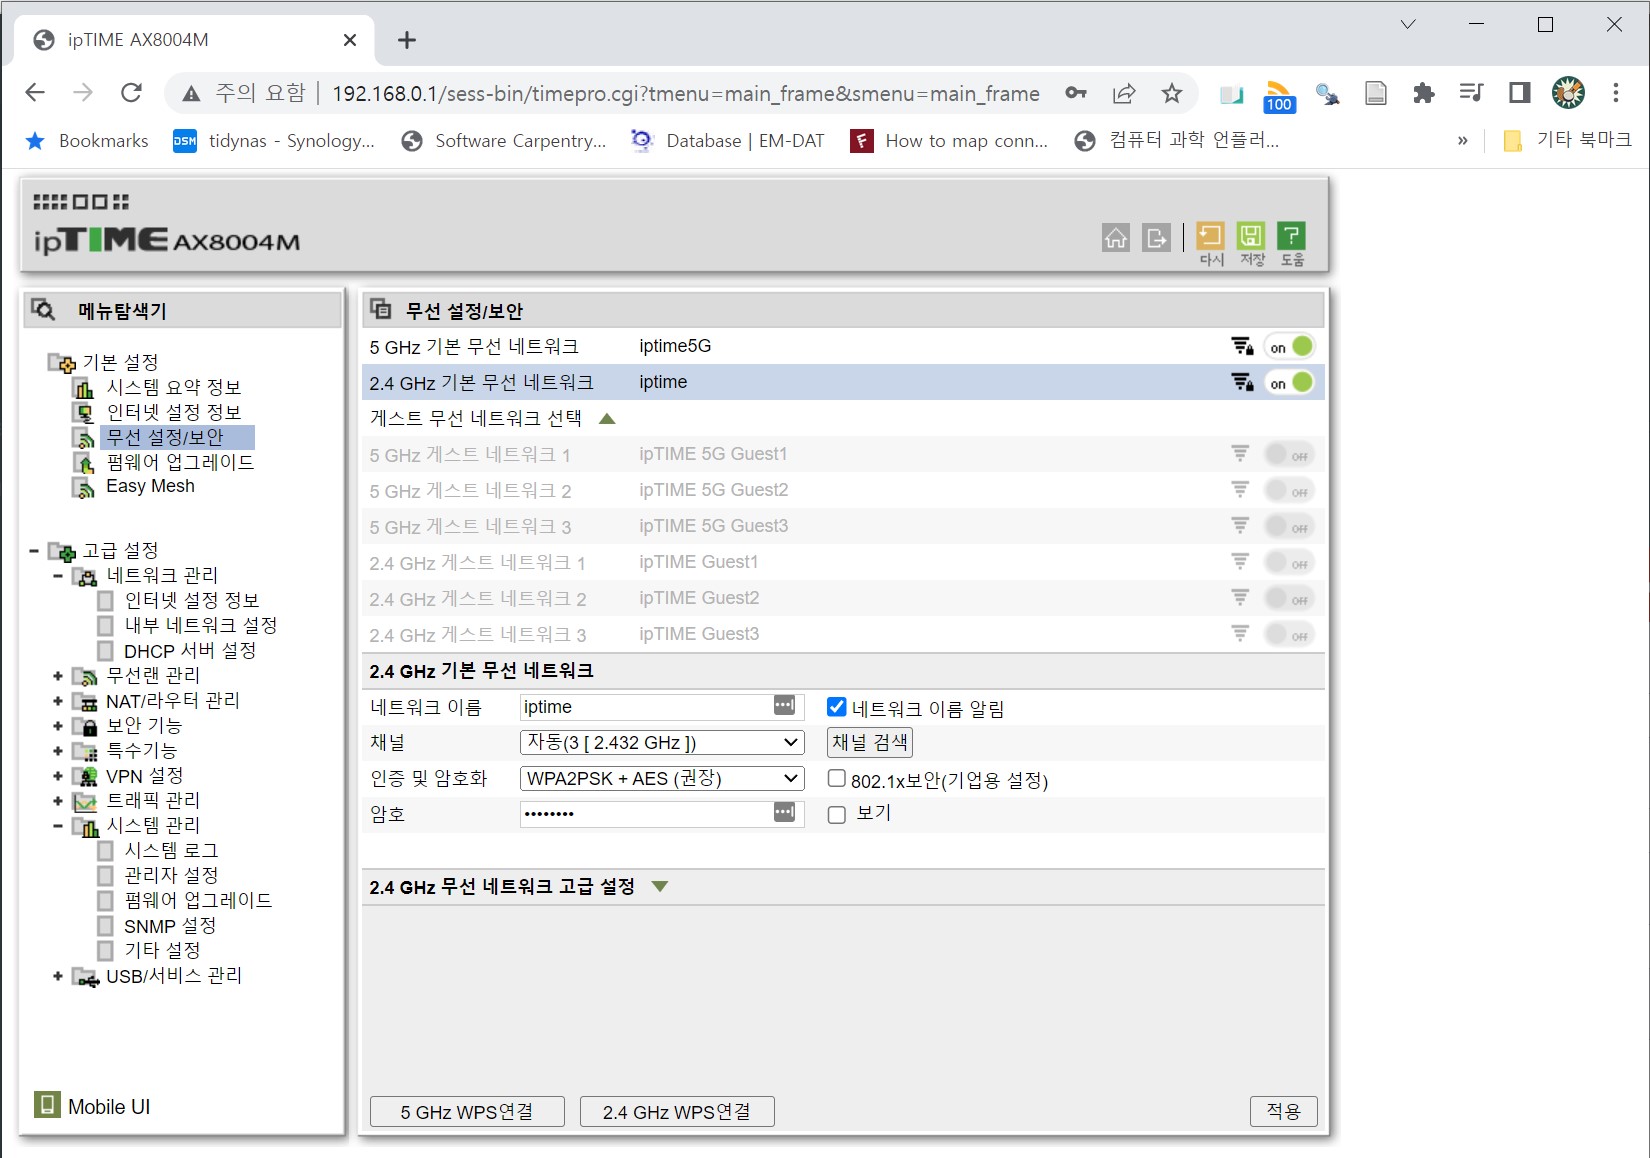 ipTIME AX8004M
주의 요함 | 192.168.0.1/sess-bin/timepro.cgi?tmenu=main_frame&smenu=main_frame
100
Bookmarks
DSM tidynas - Synology...
Software Carpentry...
Database | EM-DAT
F How to map conn...
컴퓨터 과학 언플러...
»
기타 북마크
ipTIME AX8004M
다시
저장
? 도움
메뉴탐색기
기본 설정
시스템 요약 정보
인터넷 설정 정보
무선 설정/보안
펌웨어 업그레이드
Easy Mesh
고급 설정
네트워크 관리
인터넷 설정 정보
내부 네트워크 설정
DHCP 서버 설정
무선랜 관리
NAT/라우터 관리
보안 기능
특수기능
VPN 설정
트래픽 관리
시스템 관리
시스템 로그
관리자 설정
펌웨어 업그레이드
SNMP 설정
기타 설정
USB/서비스 관리
Mobile UI
무선 설정/보안
5 GHz 기본 무선 네트워크 iptime5G on
2.4 GHz 기본 무선 네트워크 iptime on
게스트 무선 네트워크 선택
5 GHz 게스트 네트워크 1 ipTIME 5G Guest1 Off
5 GHz 게스트 네트워크 2 ipTIME 5G Guest2 Off
5 GHz 게스트 네트워크 3 ipTIME 5G Guest3 Off
2.4 GHz 게스트 네트워크 1 ipTIME Guest1 Off
2.4 GHz 게스트 네트워크 2 ipTIME Guest2 Off
2.4 GHz 게스트 네트워크 3 ipTIME Guest3 Off
2.4 GHz 기본 무선 네트워크
네트워크 이름 iptime 네트워크 이름 알림
채널 자동(3 [ 2.432 GHz ]) 채널 검색
인증 및 암호화 WPA2PSK + AES (권장) 802.1x보안(기업용 설정)
암호 •••••••• 보기
2.4 GHz 무선 네트워크 고급 설정
5 GHz WPS연결
2.4 GHz WPS연결
적용